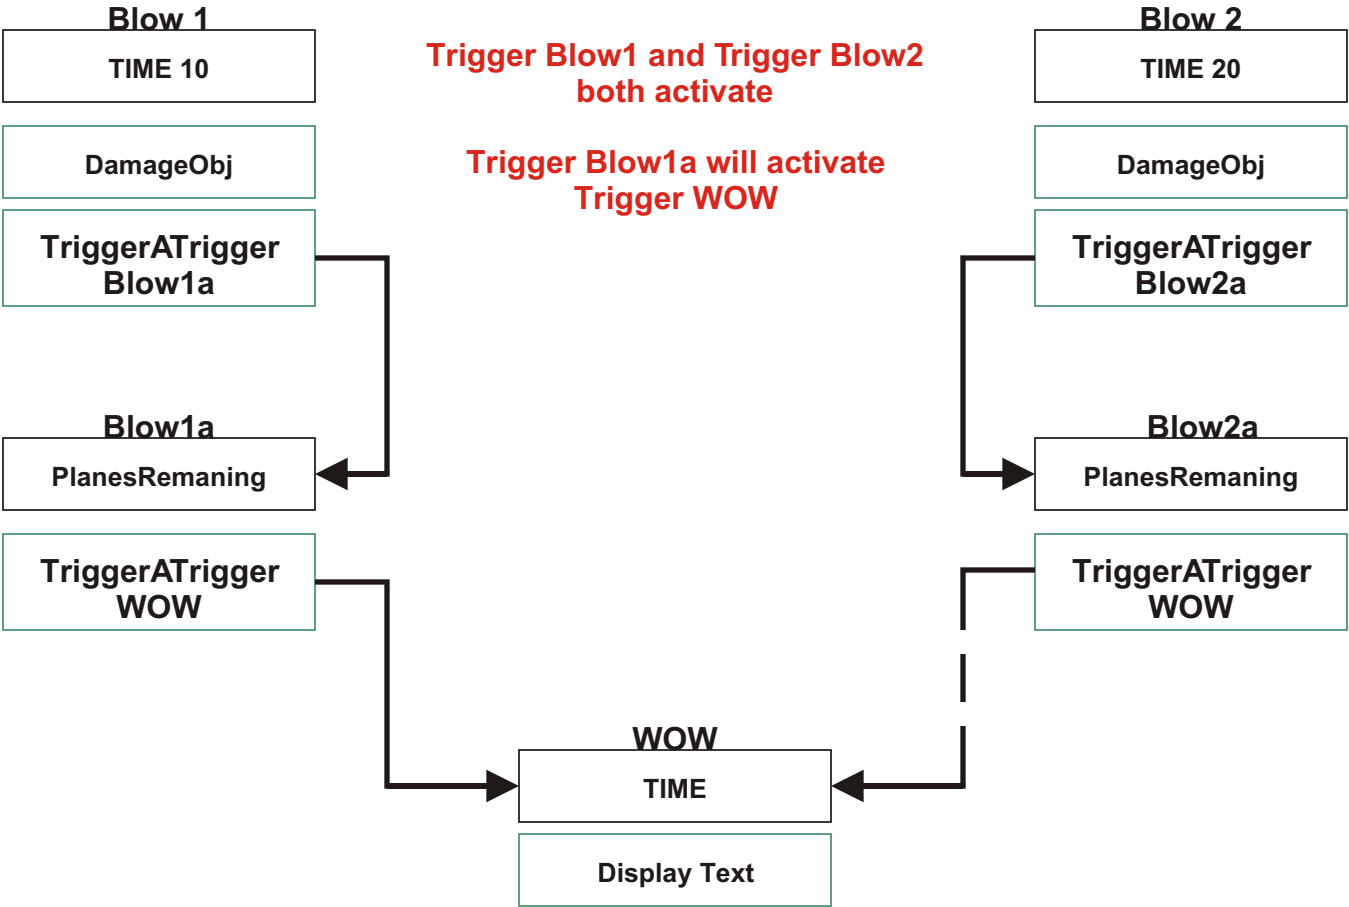 Blow 1
TIME 10
DamageObj
TriggerATrigger
Blow1a
Trigger Blow1 and Trigger Blow2
both activate
Trigger Blow1a will activate
Trigger WOW
Blow 2
TIME 20
DamageObj
TriggerATrigger
Blow2a
Blow1a
PlanesRemaning
TriggerATrigger
WOW
Blow2a
PlanesRemaning
TriggerATrigger
WOW
WOW
TIME
Display Text